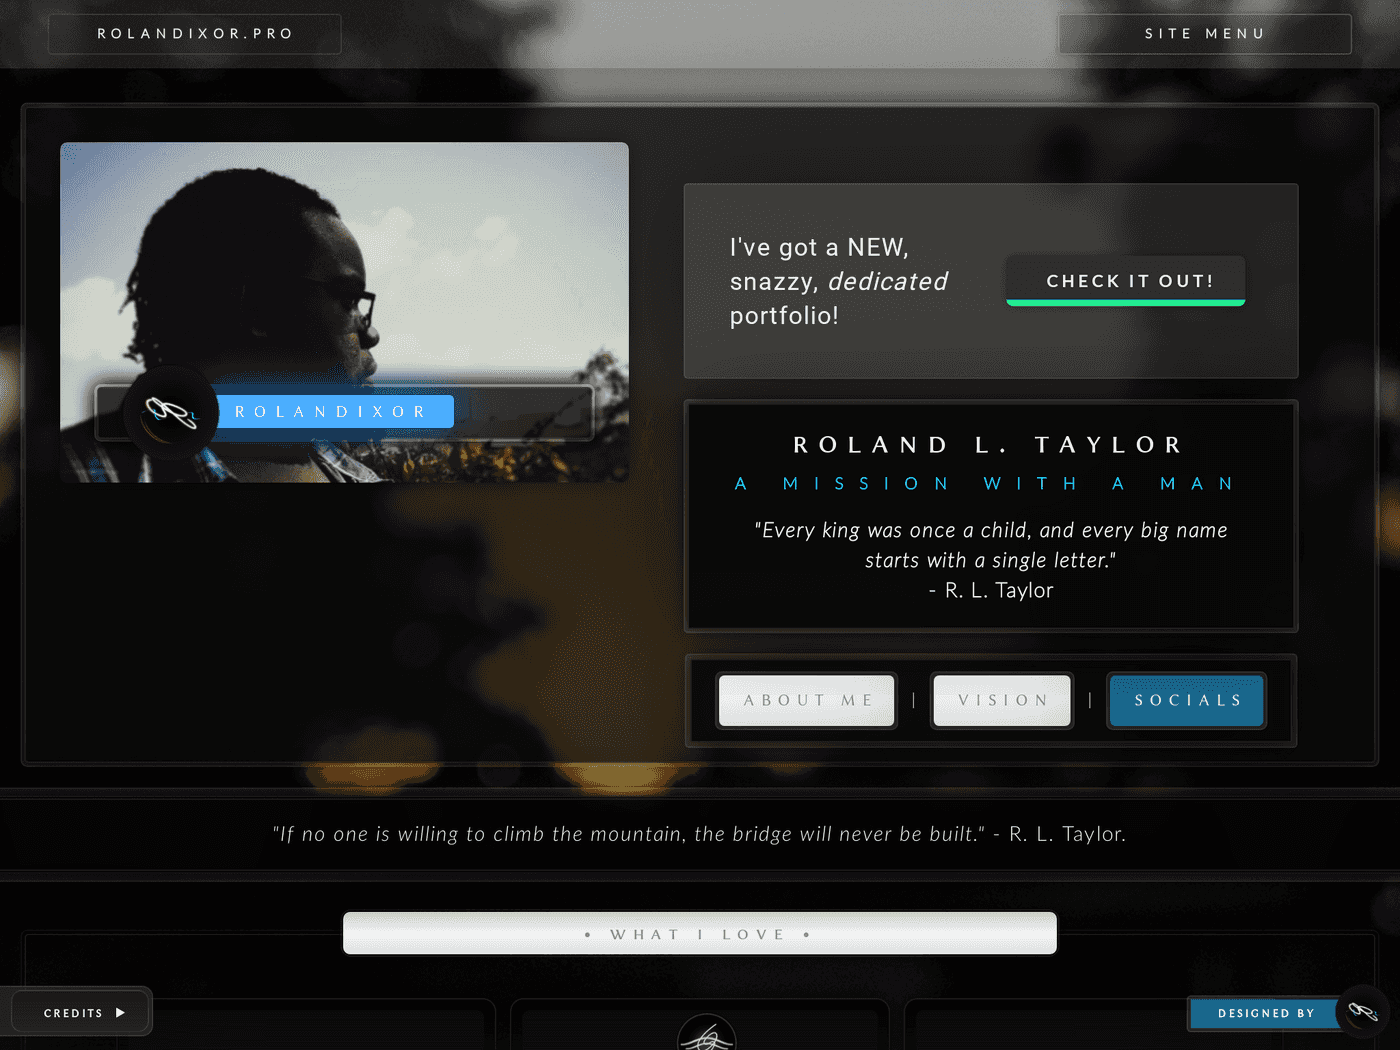 ROLANDIXOR.PRO
SITE MENU
ROLANDIXOR
I've got a NEW,
snazzy, dedicated
portfolio!
CHECK IT OUT!
ROLAND L. TAYLOR
A MISSION WITH A MAN
"Every king was once a child, and every big name
starts with a single letter."
- R. L. Taylor
ABOUT ME | VISION | SOCIALS
"If no one is willing to climb the mountain, the bridge will never be built." - R. L. Taylor.
• WHAT I LOVE •
CREDITS ▶
DESIGNED BY